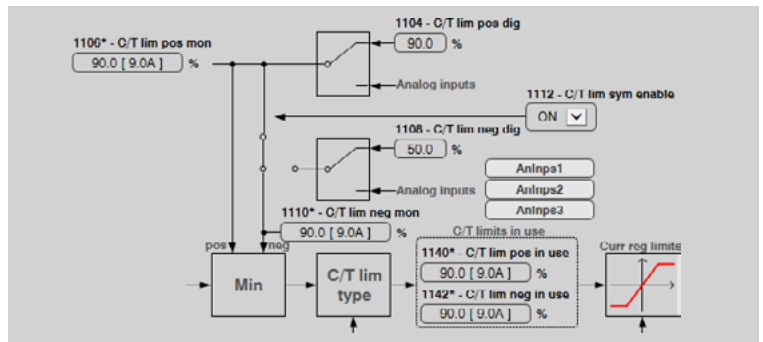 1104 - C/T lim pos dig
1106* - C/T lim pos mon
90.0 %
90.0 [ 9.0A ] %
Analog inputs
1112 - C/T lim sym enable
ON
1108 - C/T lim neg dig
50.0 %
AnInps1
Analog inputs
AnInps2
AnInps3
1110* - C/T lim neg mon
90.0 [ 9.0A ] %
C/T limits in use
pos
neg
Curr reg limits
1140* - C/T lim pos in use
90.0 [ 9.0A ] %
Min
C/T lim
type
1142* - C/T lim neg in use
90.0 [ 9.0A ] %